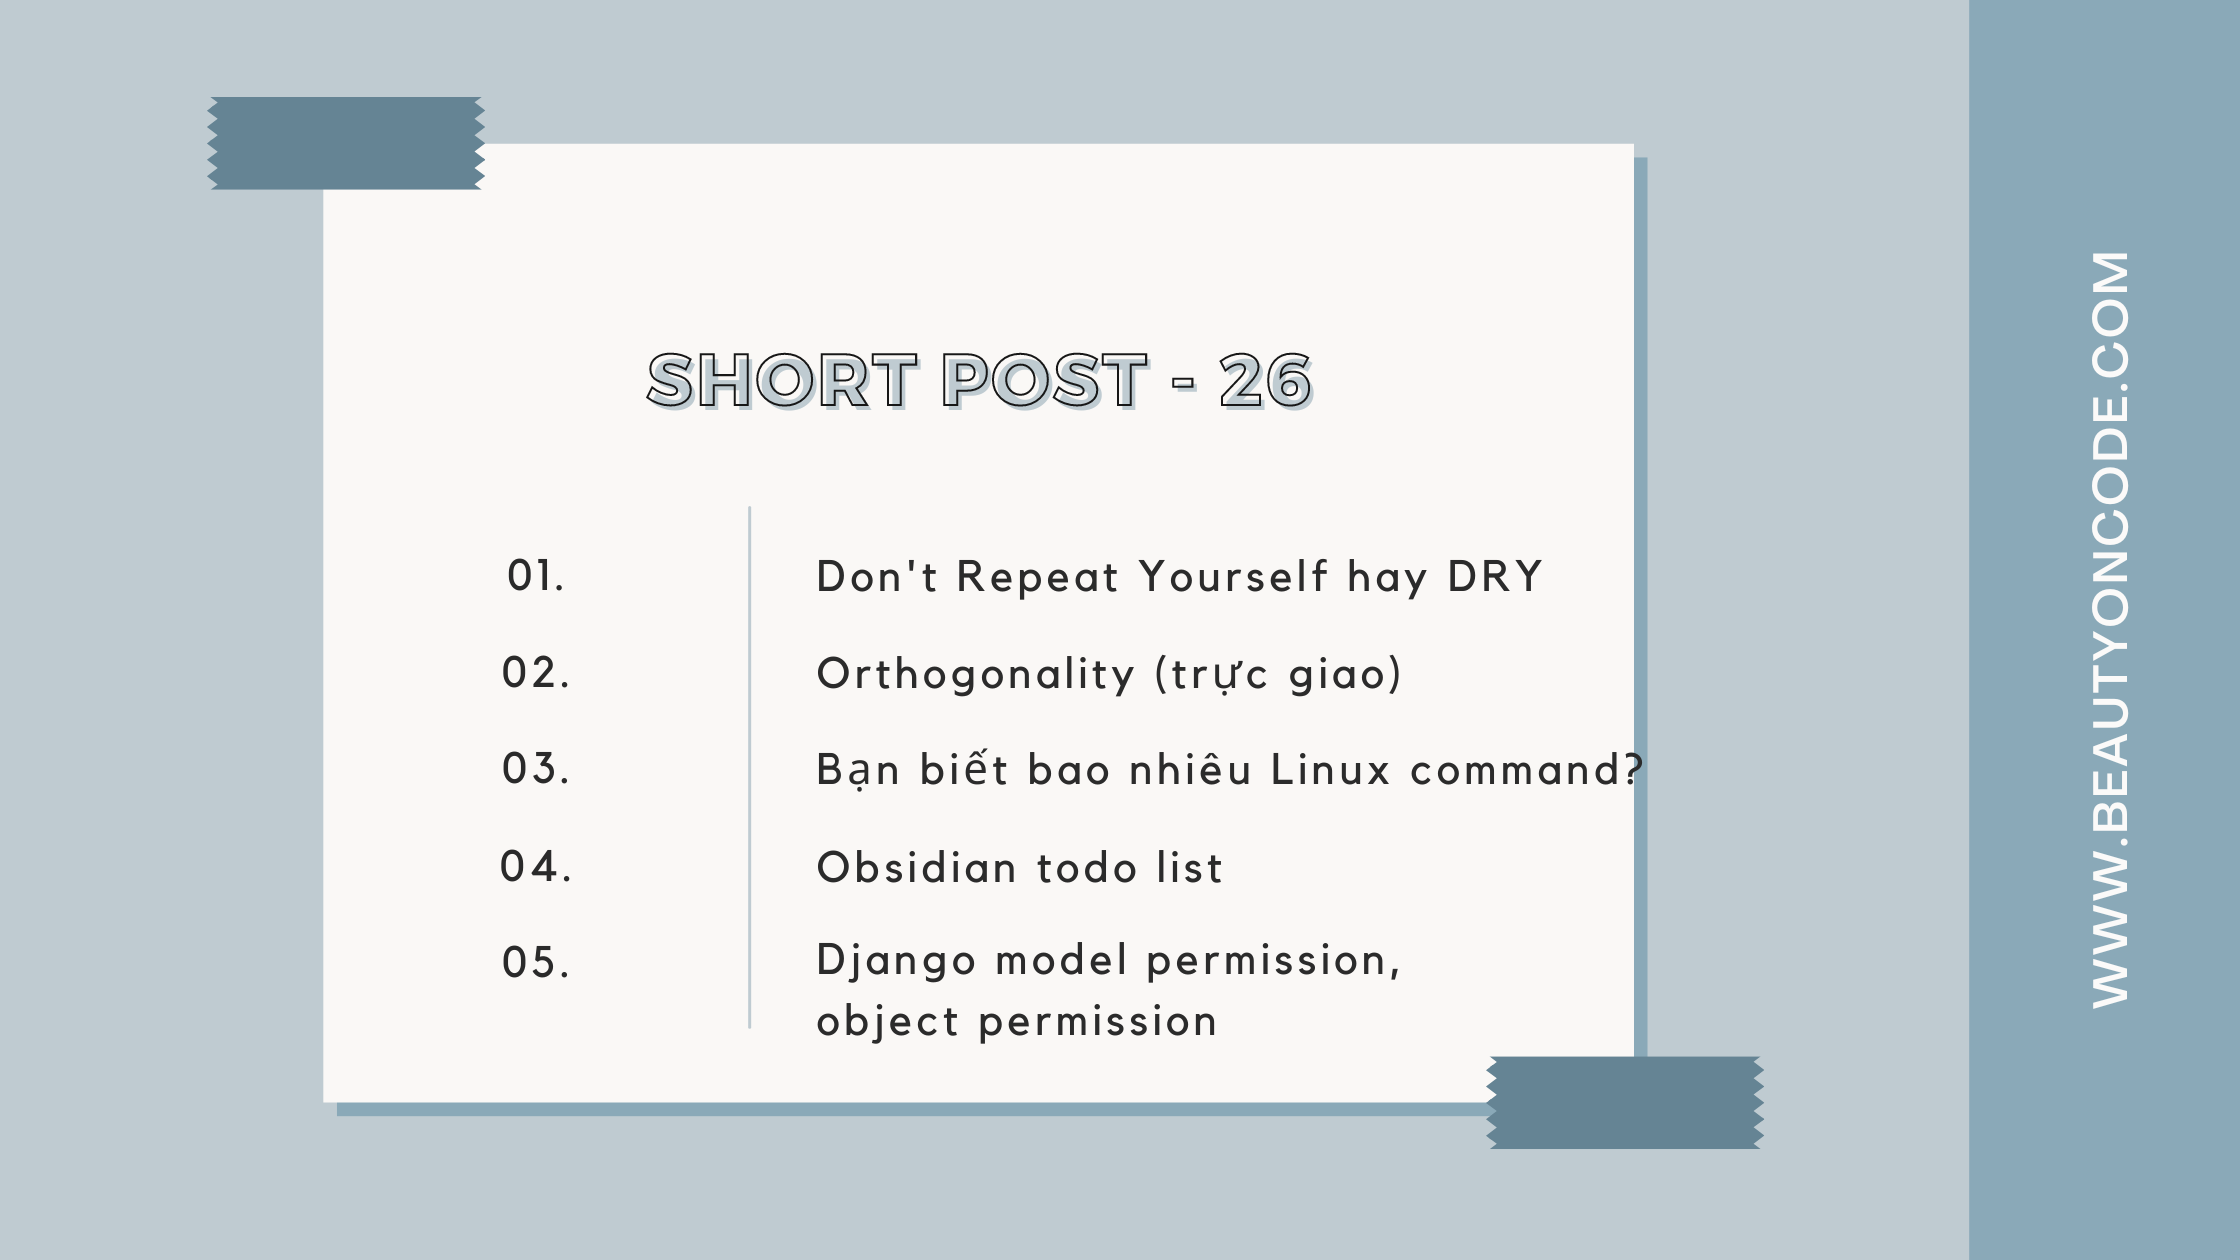 SHORT POST - 26
01. Don't Repeat Yourself hay DRY
02. Orthogonality (trực giao)
03. Bạn biết bao nhiêu Linux command?
04. Obsidian todo list
05. Django model permission,
object permission
WWW.BEAUTYONCODE.COM